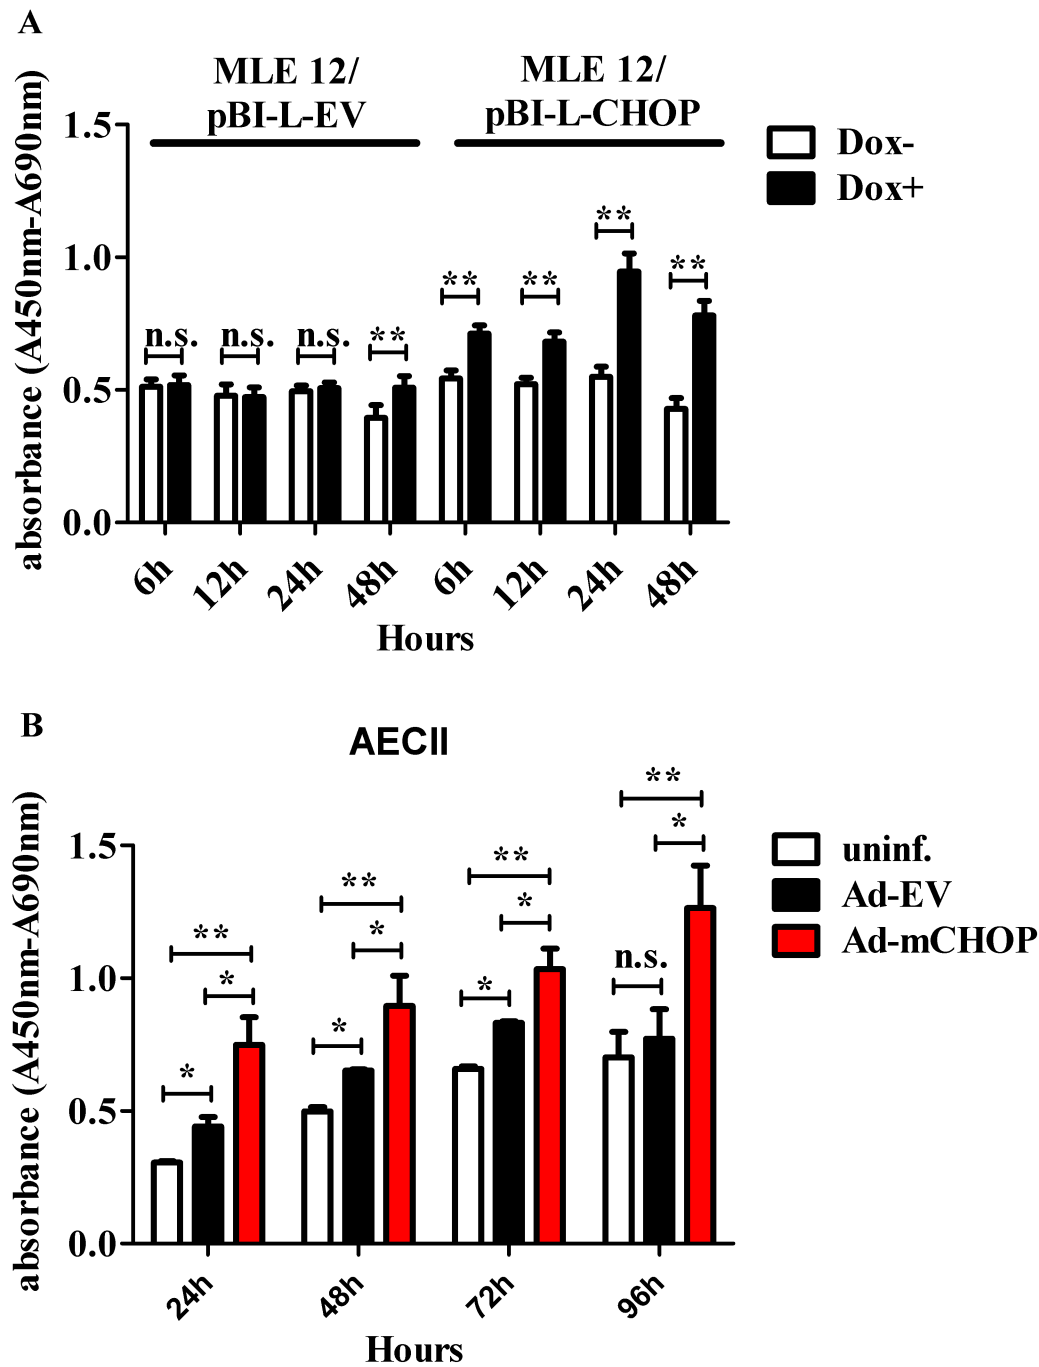 A
MLE 12/
pBI-L-EV
MLE 12/
pBI-L-CHOP
absorbance (A450nm-A690nm)
1.5
1.0
0.5
0.0
Dox-
Dox+
n.s.
n.s.
n.s.
**
**
**
**
**
6h
12h
24h
48h
6h
12h
24h
48h
Hours
B
AECII
absorbance (A450nm-A690nm)
1.5
1.0
0.5
0.0
uninf.
Ad-EV
Ad-mCHOP
**
*
*
**
*
*
**
*
*
**
*
n.s.
24h
48h
72h
96h
Hours